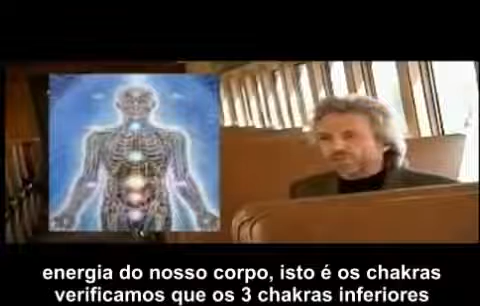 energia do nosso corpo, isto é os chakras
verificamos que os 3 chakras inferiores